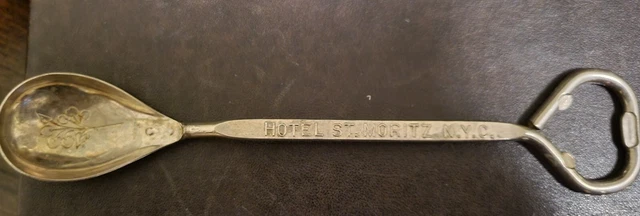 HOTEL ST. MORITZ N.Y.C.